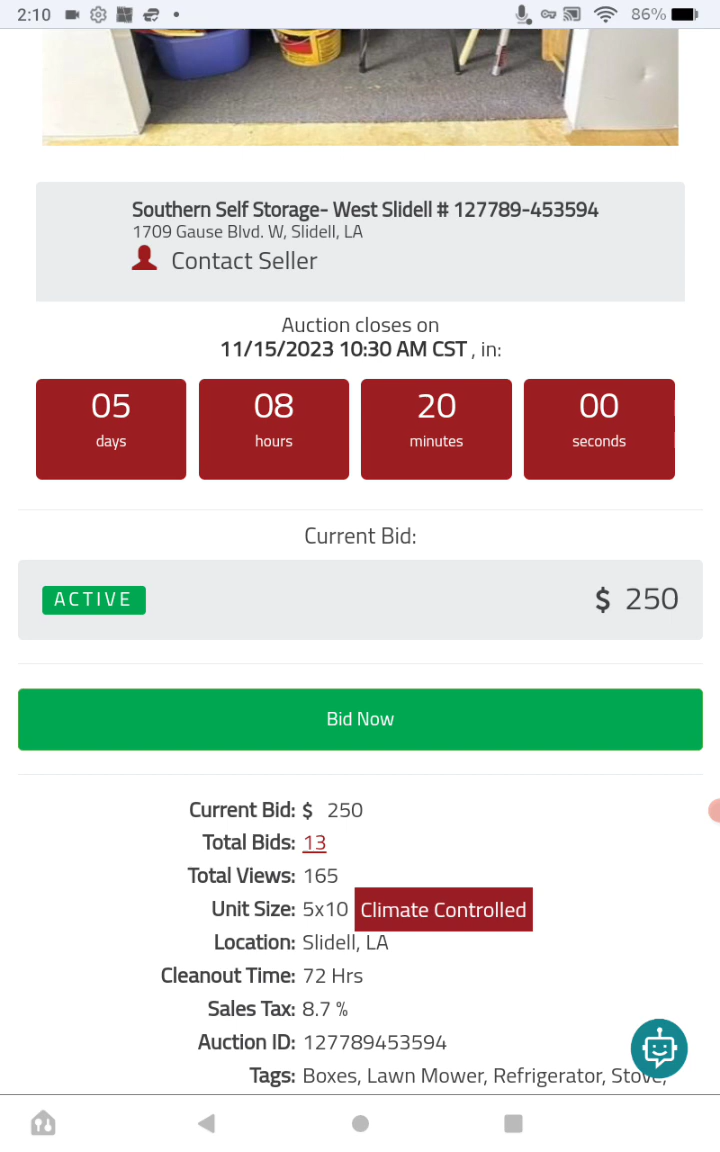 2:10 86%
Southern Self Storage- West Slidell # 127789-453594
1709 Gause Blvd. W, Slidell, LA
Contact Seller
Auction closes on
11/15/2023 10:30 AM CST , in:
05 08 20 00
days hours minutes seconds
Current Bid:
ACTIVE $ 250
Bid Now
Current Bid: $ 250
Total Bids: 13
Total Views: 165
Unit Size: 5x10 Climate Controlled
Location: Slidell, LA
Cleanout Time: 72 Hrs
Sales Tax: 8.7 %
Auction ID: 127789453594
Tags: Boxes, Lawn Mower, Refrigerator, Stove,